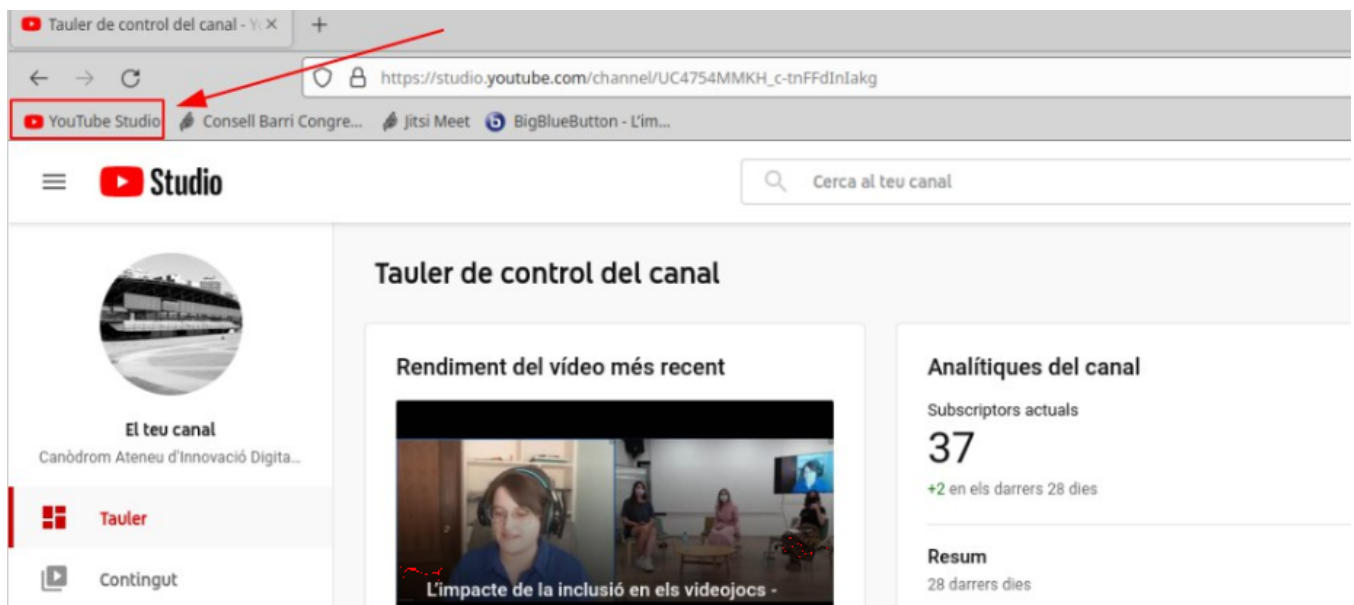 Tauler de control del canal - Yo
https://studio.youtube.com/channel/UC4754MMKH_c-tnFFdInIakg
YouTube Studio Consell Barri Congre... Jitsi Meet BigBlueButton - L'im...
Studio
Cerca al teu canal
Tauler de control del canal
Rendiment del vídeo més recent
Analítiques del canal
Subscriptors actuals
37
+2 en els darrers 28 dies
El teu canal
Canòdrom Ateneu d'Innovació Digita...
Tauler
Resum
28 darrers dies
Contingut
L'impacte de la inclusió en els videojocs -